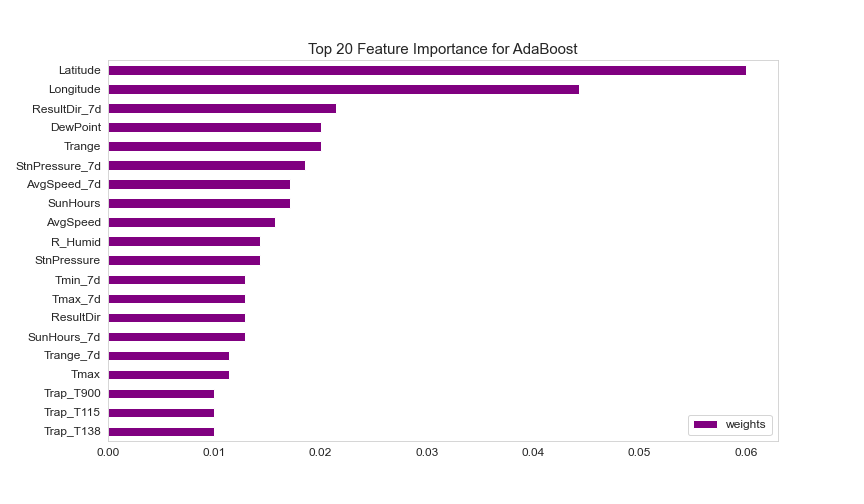 Top 20 Feature Importance for AdaBoost
Latitude
Longitude
ResultDir_7d
DewPoint
Trange
StnPressure_7d
AvgSpeed_7d
SunHours
AvgSpeed
R_Humid
StnPressure
Tmin_7d
Tmax_7d
ResultDir
SunHours_7d
Trange_7d
Tmax
Trap_T900
Trap_T115
Trap_T138
weights
0.00 0.01 0.02 0.03 0.04 0.05 0.06